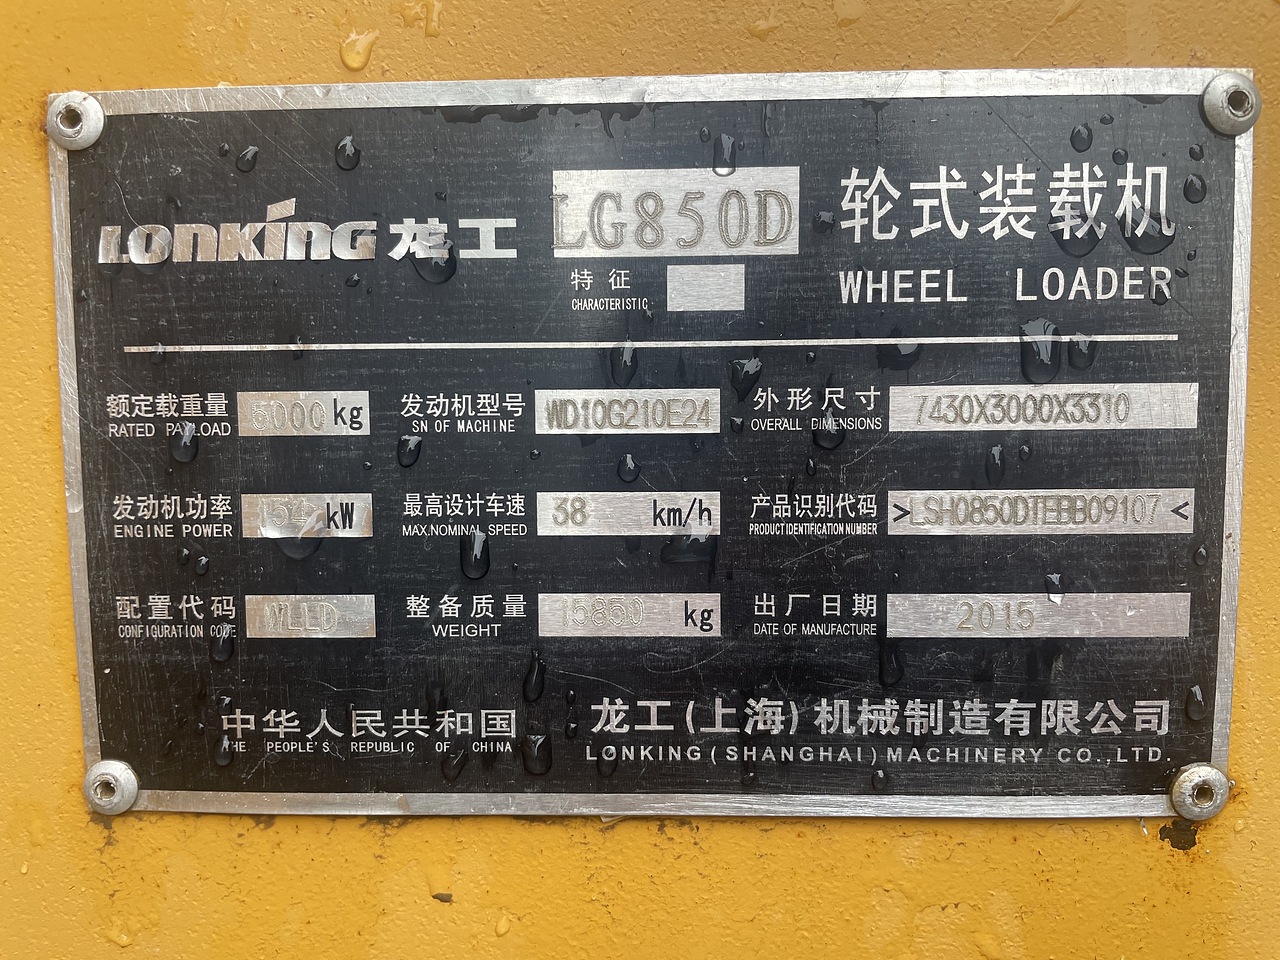 LONKING 龙工 LG850D 轮式装载机
特征
CHARACTERISTIC
WHEEL LOADER
额定载重量 5000 kg 发动机型号 WD10G210E24 外形尺寸 7430X3000X3310
RATED PAYLOAD SN OF MACHINE OVERALL DIMENSIONS
发动机功率 154 kW 最高设计车速 38 km/h 产品识别代码 >LSH0850DTEBB09107<
ENGINE POWER MAX.NOMINAL SPEED PRODUCT IDENTIFICATION NUMBER
配置代码 WLLD 整备质量 15850 kg 出厂日期 2015
CONFIGURATION CODE WEIGHT DATE OF MANUFACTURE
中华人民共和国 龙工(上海)机械制造有限公司
THE PEOPLE'S REPUBLIC OF CHINA LONKING(SHANGHAI)MACHINERY CO.,LTD.